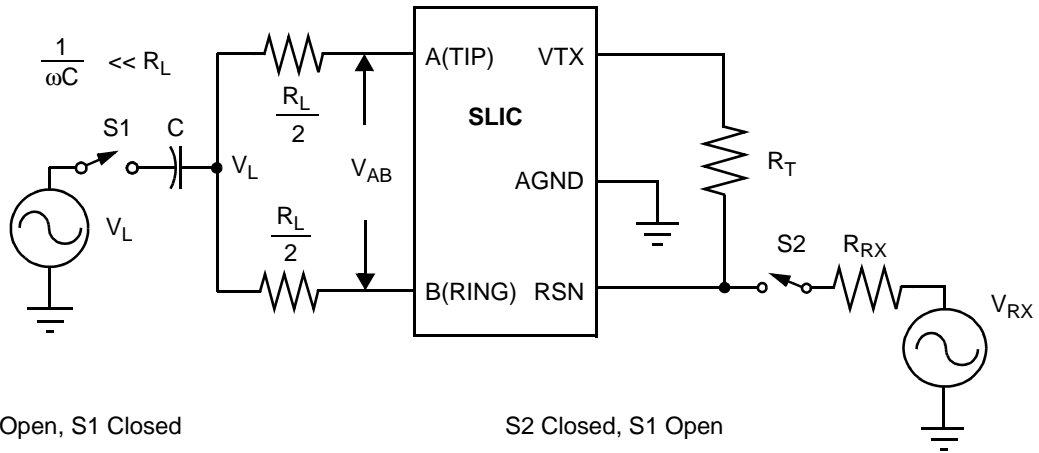 1
ωC
<< R_L
R_L
2
A(TIP)
VTX
SLIC
S1
C
V_L
V_AB
R_T
AGND
V_L
R_L
2
S2
R_RX
B(RING)
RSN
V_RX
Open, S1 Closed
S2 Closed, S1 Open